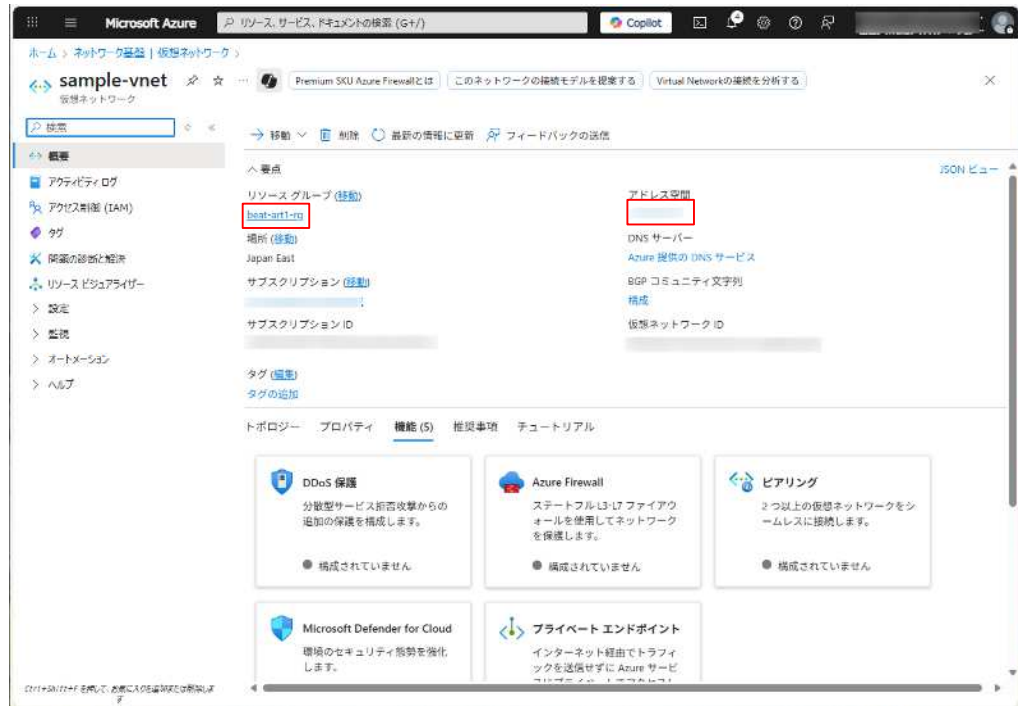 Microsoft Azure
リソース、サービス、ドキュメントの検索 (G+/)
Copilot
4
ホーム > ネットワーク基盤 | 仮想ネットワーク >
sample-vnet
仮想ネットワーク
Premium SKU Azure Firewallとは
このネットワークの接続モデルを提案する
Virtual Networkの接続を分析する
検索
概要
アクティビティ ログ
アクセス制御 (IAM)
タグ
問題の診断と解決
リソース ビジュアライザー
設定
監視
オートメーション
ヘルプ
移動
削除
最新の情報に更新
フィードバックの送信
要点
JSON ビュー
リソース グループ (移動)
beat-art1-rg
場所 (移動)
Japan East
サブスクリプション (移動)
サブスクリプション ID
アドレス空間
DNS サーバー
Azure 提供の DNS サービス
BGP コミュニティ文字列
構成
仮想ネットワーク ID
タグ (編集)
タグの追加
トポロジー
プロパティ
機能 (5)
推奨事項
チュートリアル
DDoS 保護
分散型サービス拒否攻撃からの
追加の保護を構成します。
構成されていません
Azure Firewall
ステートフル L3-L7 ファイアウ
ォールを使用してネットワーク
を保護します。
構成されていません
ピアリング
2 つ以上の仮想ネットワークをシ
ームレスに接続します。
構成されていません
Microsoft Defender for Cloud
環境のセキュリティ態勢を強化
します。
プライベート エンドポイント
インターネット経由でトラフィ
ックを送信せずに Azure サービ
Ctrl+Shift+F を押して、お気に入りを追加または削除しま
す